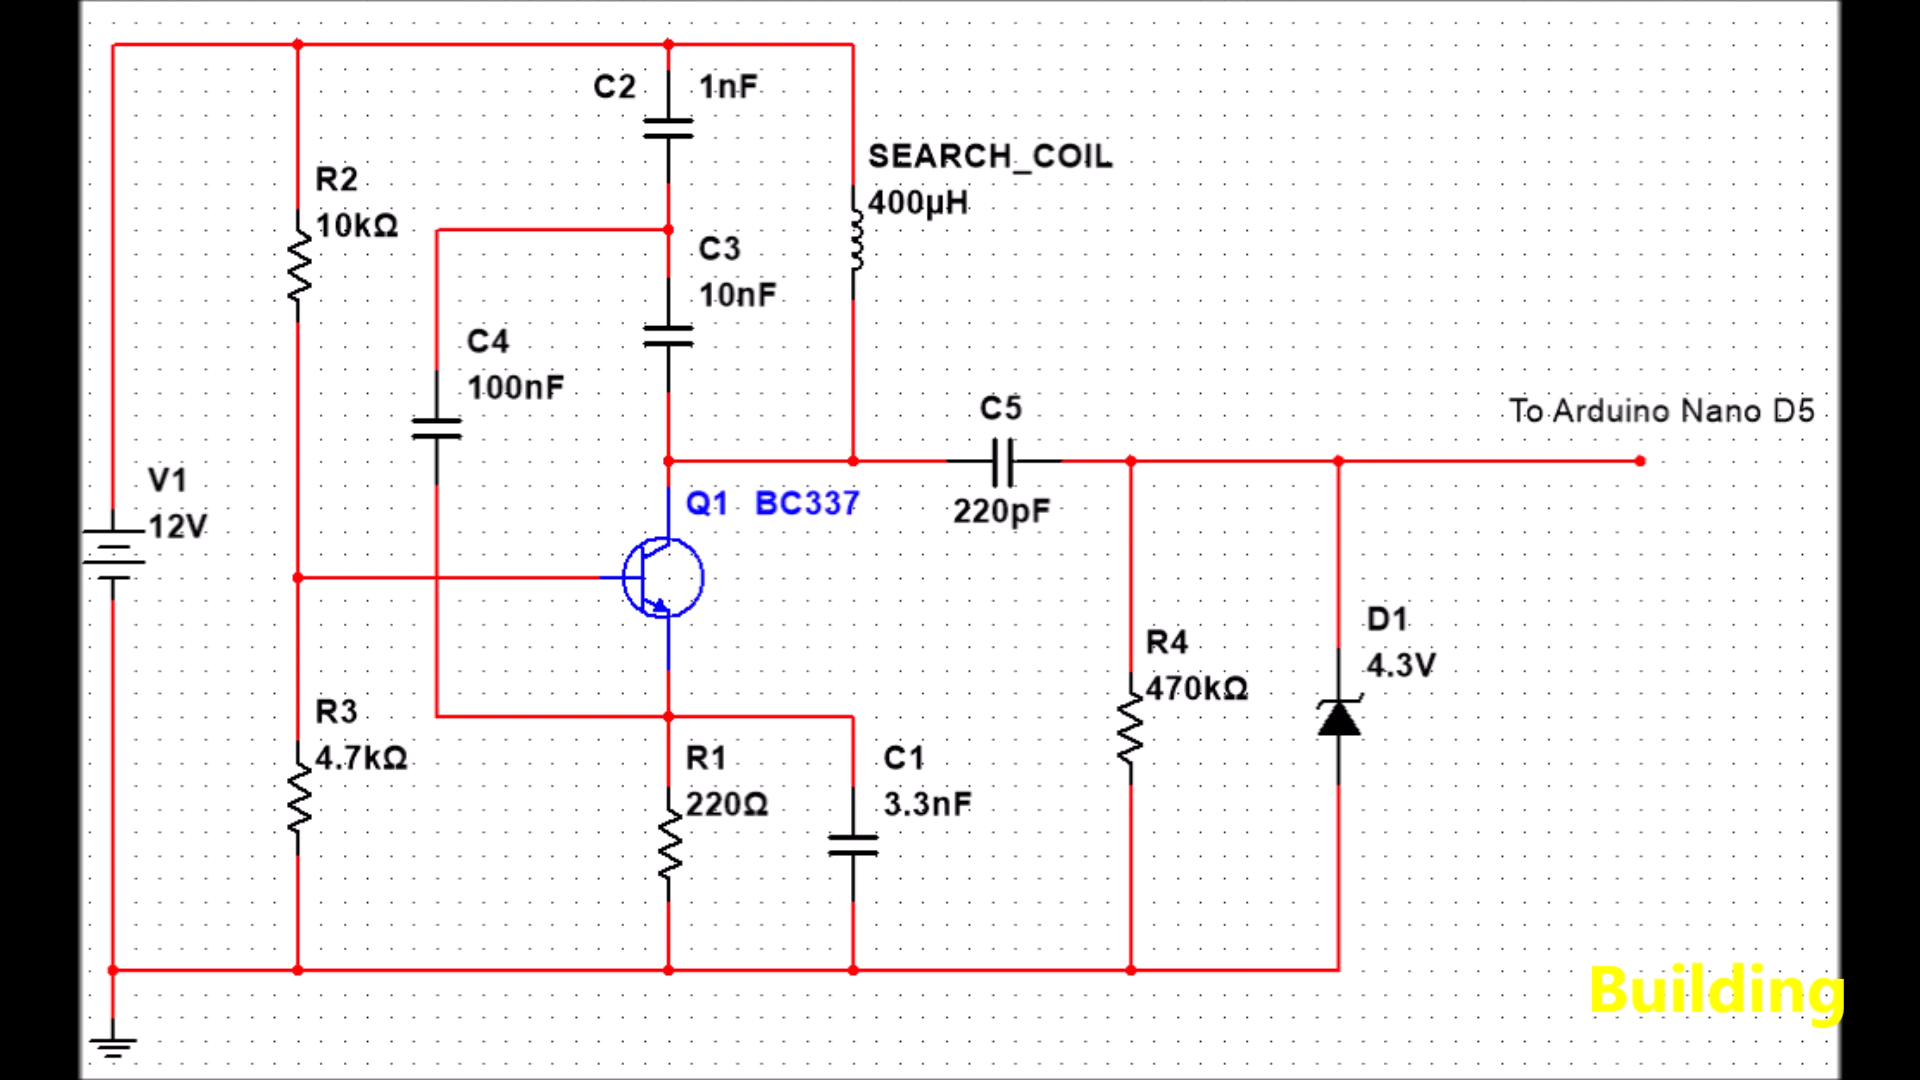 C2 1nF
SEARCH_COIL
400µH
R2
10kΩ
C3
10nF
C4
100nF
C5
220pF
To Arduino Nano D5
V1
12V
Q1 BC337
D1
4.3V
R4
470kΩ
R3
4.7kΩ
R1
220Ω
C1
3.3nF
Building